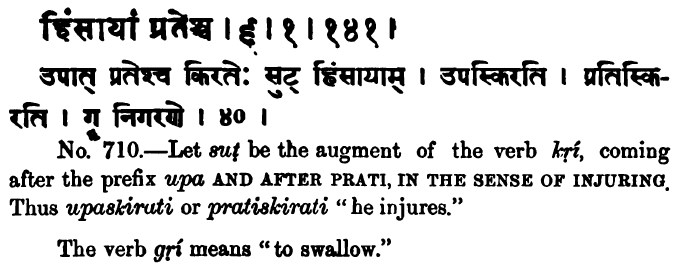 हिंसायां प्रतेश्च । ६ । १ । १४१ ।
उपात् प्रतेश्च किरतेः सुट् हिंसायाम् । उपस्किरति । प्रतिस्कि-
रति । गॄ निगरणे । ४० ।
No. 710.—Let suṭ be the augment of the verb kṛí, coming
after the prefix upa AND AFTER PRATI, IN THE SENSE OF INJURING.
Thus upaskirati or pratiskirati “he injures.”
The verb gṛí means “to swallow.”